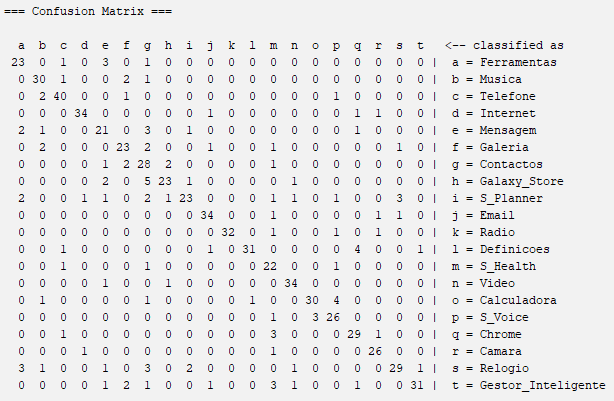 === Confusion Matrix ===
a b c d e f g h i j k l m n o p q r s t <-- classified as
23 0 1 0 3 0 1 0 0 0 0 0 0 0 0 0 0 0 0 0 | a = Ferramentas
0 30 1 0 0 2 1 0 0 0 0 0 0 0 0 0 0 0 0 0 | b = Musica
0 2 40 0 0 1 0 0 0 0 0 0 0 0 0 1 0 0 0 0 | c = Telefone
0 0 0 34 0 0 0 0 0 1 0 0 0 0 0 0 1 1 0 0 | d = Internet
2 1 0 0 21 0 3 0 1 0 0 0 0 0 0 0 1 0 0 0 | e = Mensagem
0 2 0 0 0 23 2 0 0 1 0 0 1 0 0 0 0 0 1 0 | f = Galeria
0 0 0 0 1 2 28 2 0 0 0 0 1 0 0 0 0 0 0 0 | g = Contactos
0 0 0 0 2 0 5 23 1 0 0 0 0 1 0 0 0 0 0 0 | h = Galaxy_Store
2 0 0 1 1 0 2 1 23 0 0 0 1 1 0 1 0 0 3 0 | i = S_Planner
0 0 0 0 0 0 0 0 0 34 0 0 1 0 0 0 0 1 1 0 | j = Email
0 0 0 0 0 0 0 0 0 0 32 0 1 0 0 1 0 1 0 0 | k = Radio
0 0 1 0 0 0 0 0 0 1 0 31 0 0 0 0 4 0 0 1 | l = Definicoes
0 0 1 0 0 0 1 0 0 0 0 0 22 0 0 1 0 0 0 0 | m = S_Health
0 0 0 0 1 0 0 1 0 0 0 0 0 34 0 0 0 0 0 0 | n = Video
0 1 0 0 0 0 1 0 0 0 0 1 0 0 30 4 0 0 0 0 | o = Calculadora
0 0 0 0 0 0 0 0 0 0 0 0 1 0 3 26 0 0 0 0 | p = S_Voice
0 0 1 0 0 0 0 0 0 0 0 0 3 0 0 0 29 1 0 0 | q = Chrome
0 0 0 1 0 0 0 0 0 0 0 0 1 0 0 0 0 26 0 0 | r = Camara
3 1 0 0 1 0 3 0 2 0 0 0 0 1 0 0 0 0 29 1 | s = Relogio
0 0 0 0 1 2 1 0 0 1 0 0 3 1 0 0 1 0 0 31 | t = Gestor_Inteligente